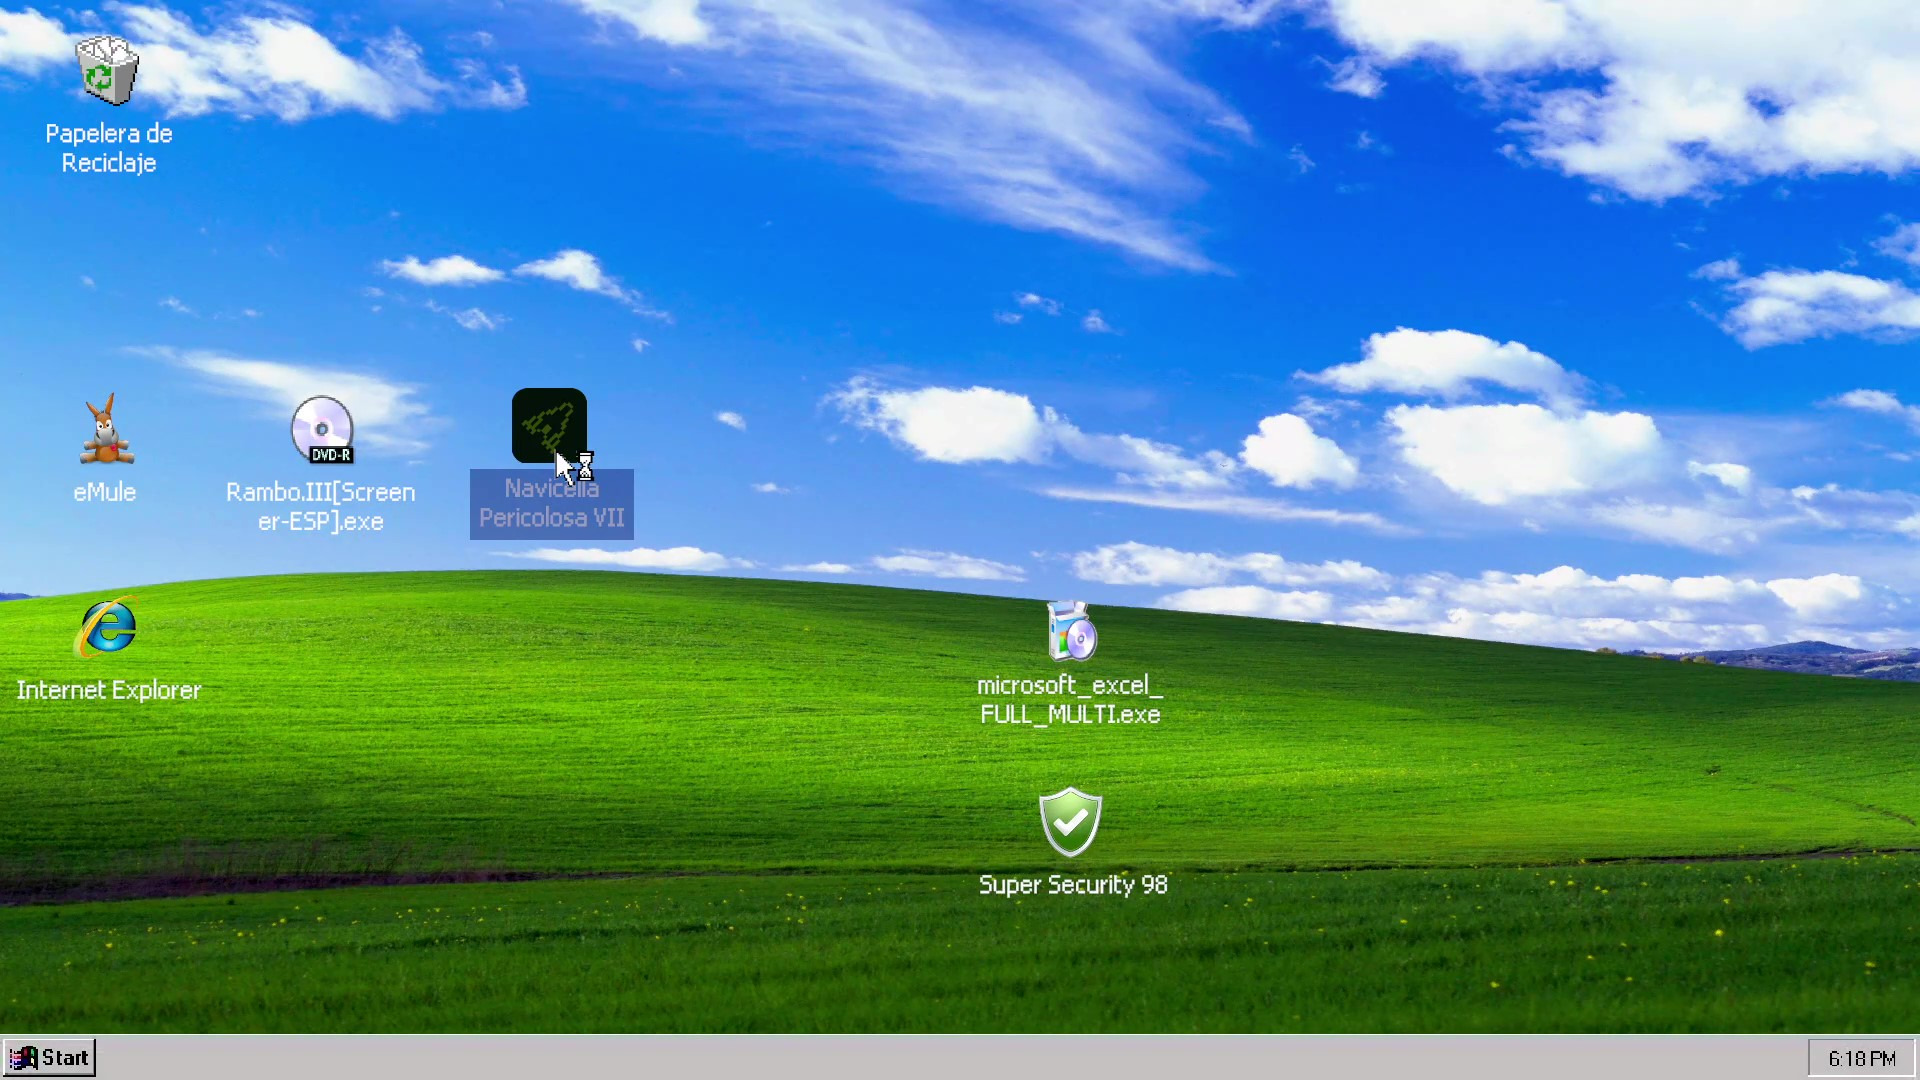 Papelera de
Reciclaje
eMule
DVD-R
Rambo.III[Screen
er-ESP].exe
Navicella
Pericolosa VII
Internet Explorer
microsoft_excel_
FULL_MULTI.exe
Super Security 98
Start
6:18 PM